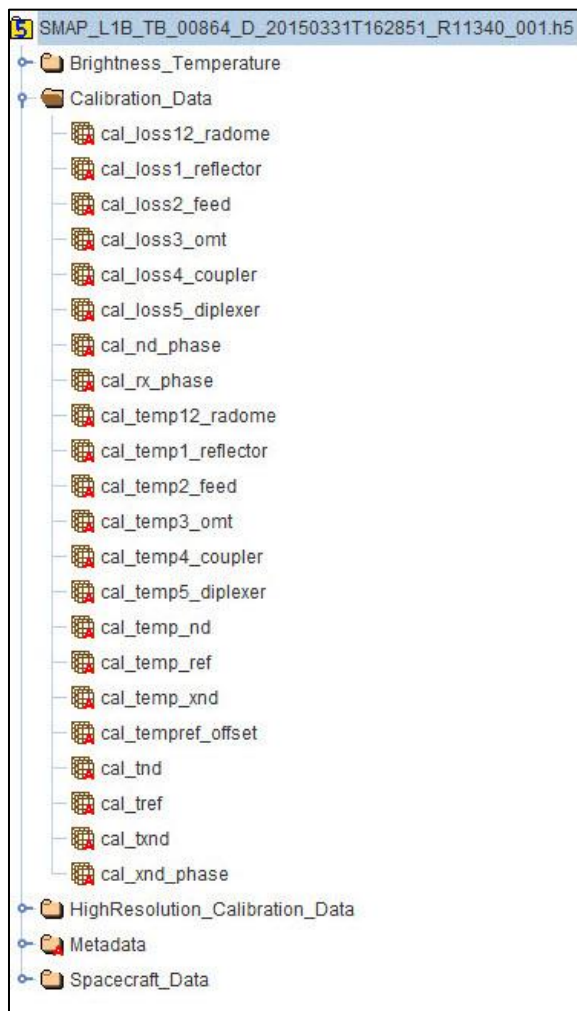 SMAP_L1B_TB_00864_D_20150331T162851_R11340_001.h5
Brightness_Temperature
Calibration_Data
cal_loss12_radome
cal_loss1_reflector
cal_loss2_feed
cal_loss3_omt
cal_loss4_coupler
cal_loss5_diplexer
cal_nd_phase
cal_rx_phase
cal_temp12_radome
cal_temp1_reflector
cal_temp2_feed
cal_temp3_omt
cal_temp4_coupler
cal_temp5_diplexer
cal_temp_nd
cal_temp_ref
cal_temp_xnd
cal_tempref_offset
cal_tnd
cal_tref
cal_txnd
cal_xnd_phase
HighResolution_Calibration_Data
Metadata
Spacecraft_Data